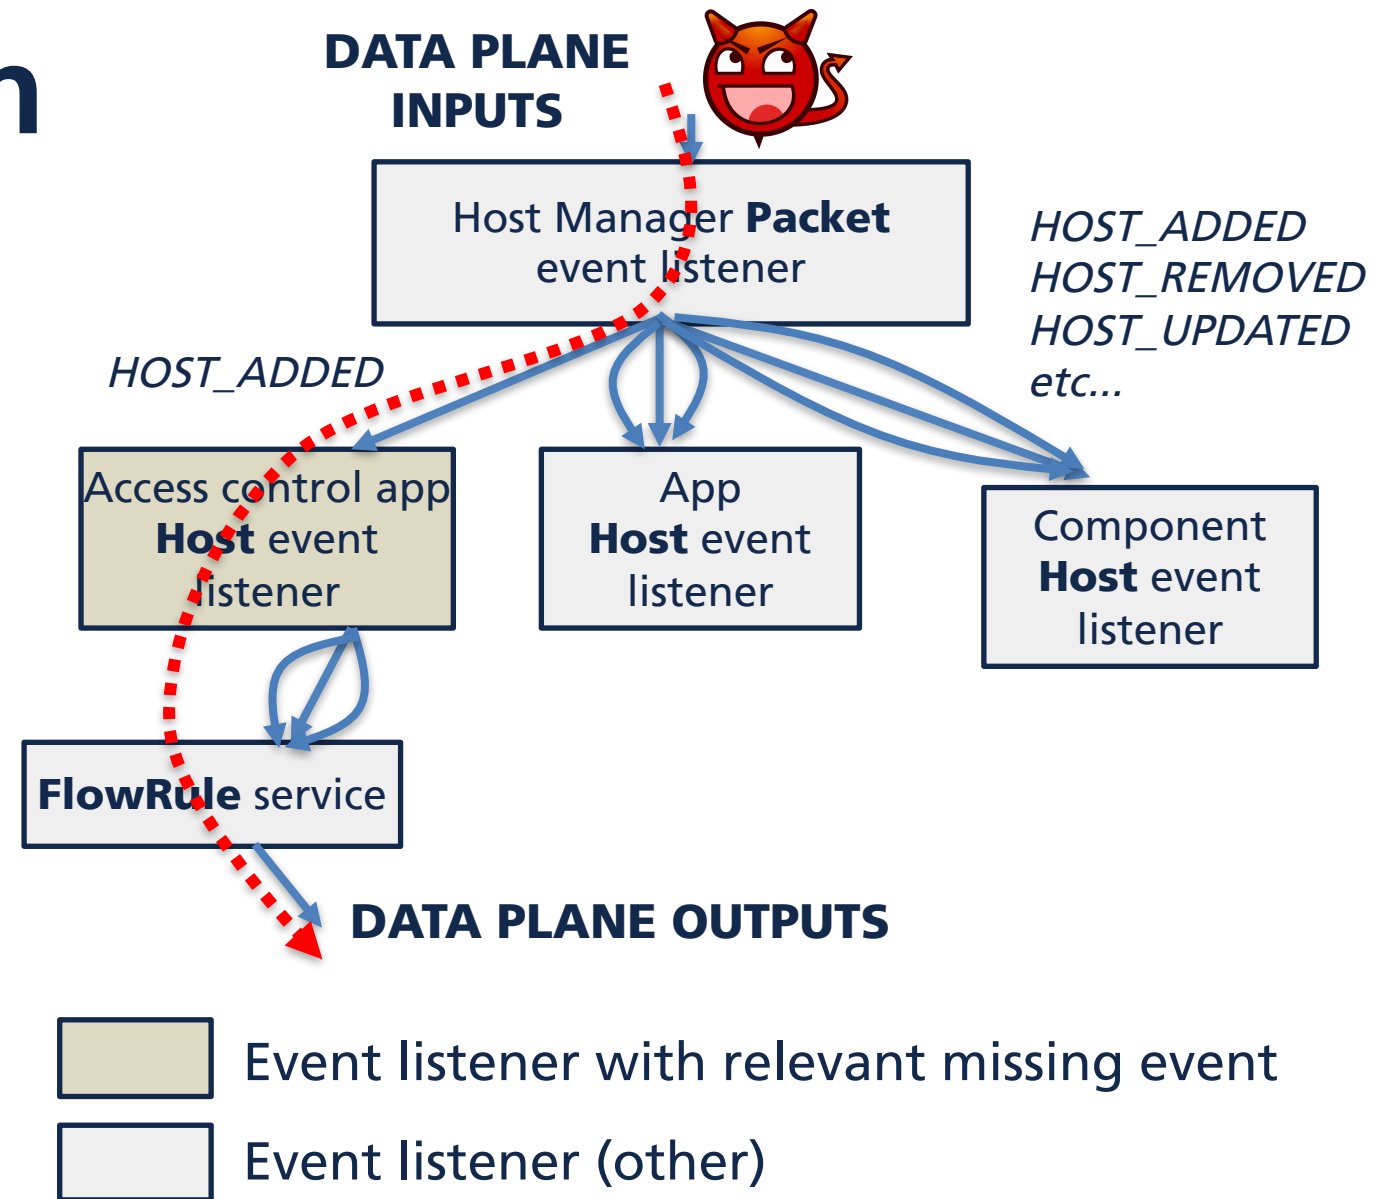 n
DATA PLANE
INPUTS
Host Manager Packet
event listener
HOST_ADDED
HOST_REMOVED
HOST_UPDATED
etc...
HOST_ADDED
Access control app
Host event
listener
App
Host event
listener
Component
Host event
listener
FlowRule service
DATA PLANE OUTPUTS
Event listener with relevant missing event
Event listener (other)